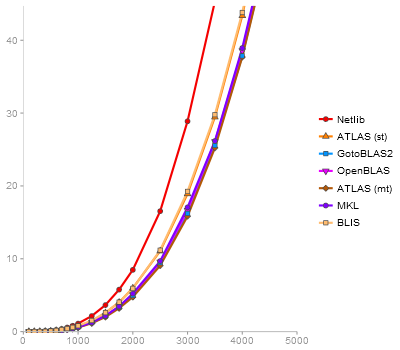 40
30
20
10
0
0
1000
2000
3000
4000
5000
Netlib
ATLAS (st)
GotoBLAS2
OpenBLAS
ATLAS (mt)
MKL
BLIS